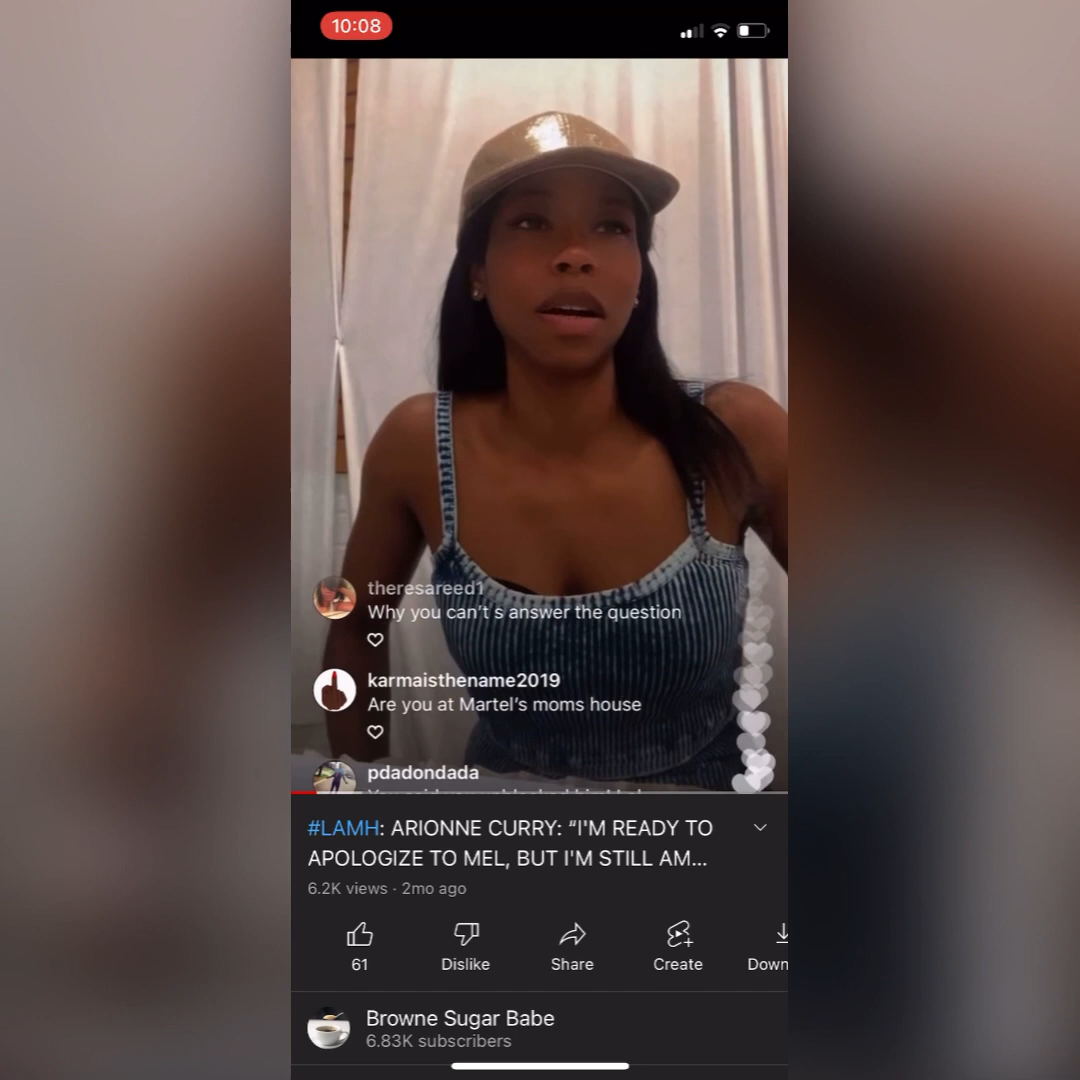 10:08
theresareed1
Why you can't s answer the question
karmaisthename2019
Are you at Martel's moms house
pdadondada
#LAMH: ARIONNE CURRY: “I'M READY TO
APOLOGIZE TO MEL, BUT I'M STILL AM...
6.2K views · 2mo ago
61
Dislike
Share
Create
Down
Browne Sugar Babe
6.83K subscribers